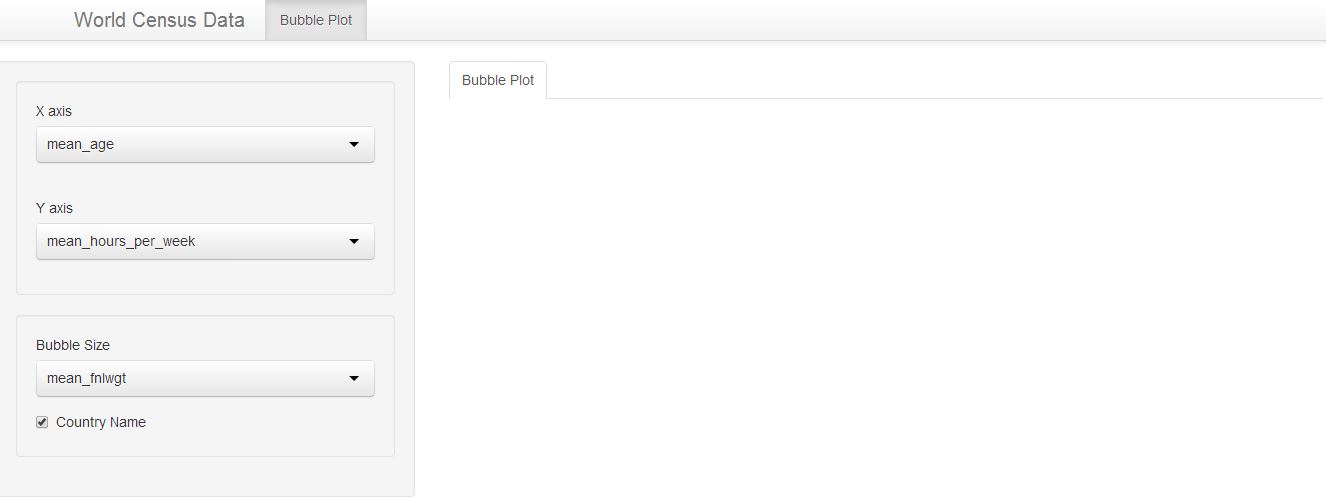 World Census Data Bubble Plot
X axis
mean_age
Y axis
mean_hours_per_week
Bubble Size
mean_fnlwgt
Country Name
Bubble Plot